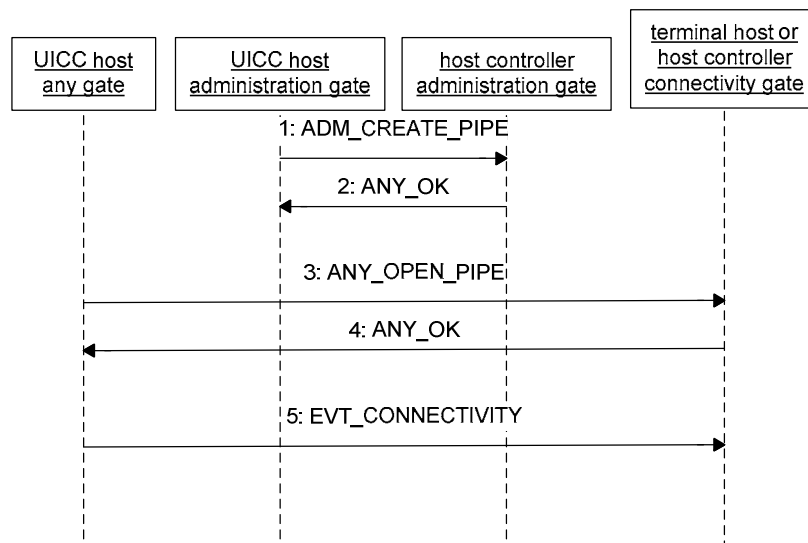 UICC host
any gate
UICC host
administration gate
host controller
administration gate
terminal host or
host controller
connectivity gate
1: ADM_CREATE_PIPE
2: ANY_OK
3: ANY_OPEN_PIPE
4: ANY_OK
5: EVT_CONNECTIVITY